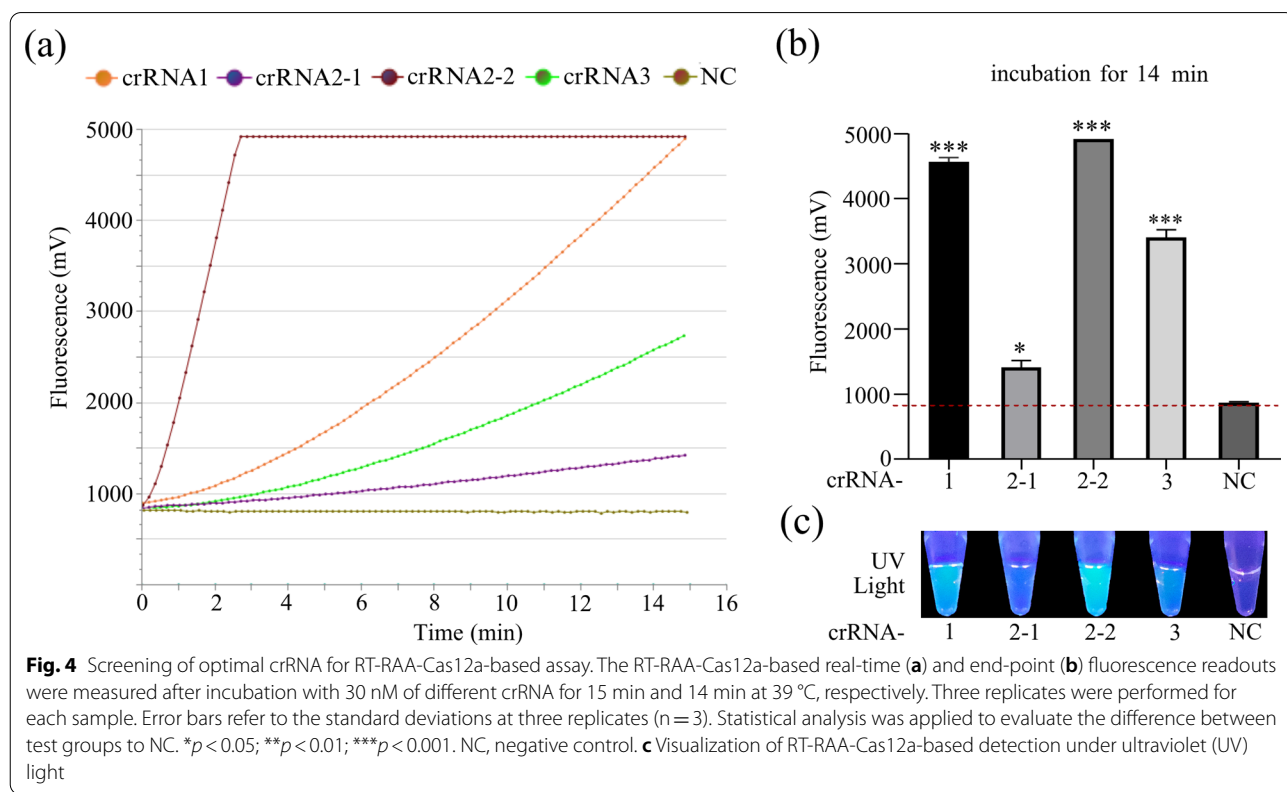 (a)
crRNA1 crRNA2-1 crRNA2-2 crRNA3 NC
5000
4000
3000
2000
1000
Fluorescence (mV)
0 2 4 6 8 10 12 14 16
Time (min)
(b)
incubation for 14 min
5000
4000
3000
2000
1000
0
Fluorescence (mV)
*** * *** ***
crRNA- 1 2-1 2-2 3 NC
(c)
UV
Light
crRNA- 1 2-1 2-2 3 NC
Fig. 4 Screening of optimal crRNA for RT-RAA-Cas12a-based assay. The RT-RAA-Cas12a-based real-time (a) and end-point (b) fluorescence readouts
were measured after incubation with 30 nM of different crRNA for 15 min and 14 min at 39 °C, respectively. Three replicates were performed for
each sample. Error bars refer to the standard deviations at three replicates (n = 3). Statistical analysis was applied to evaluate the difference between
test groups to NC. *p < 0.05; **p < 0.01; ***p < 0.001. NC, negative control. c Visualization of RT-RAA-Cas12a-based detection under ultraviolet (UV)
light